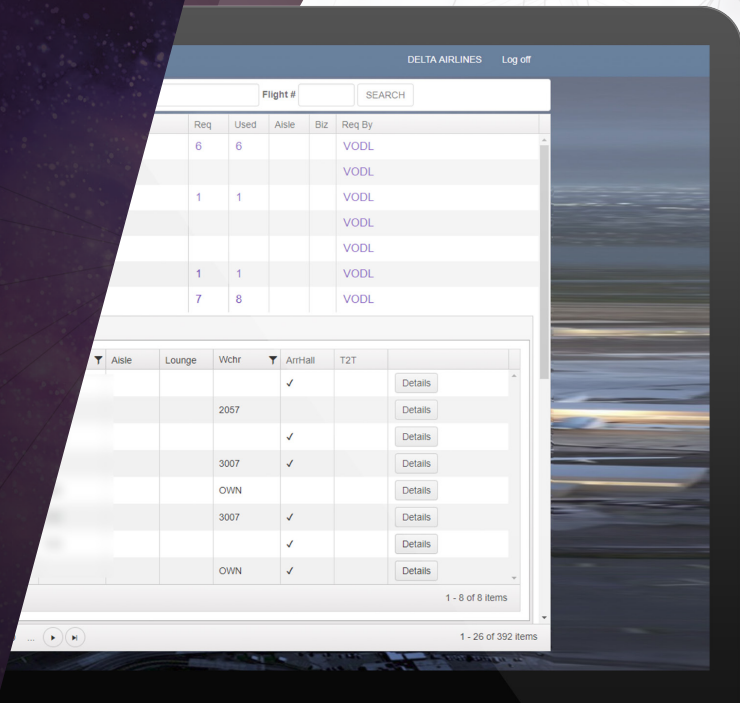 DELTA AIRLINES Log off
Flight # SEARCH
Req Used Aisle Biz Req By
6 6 VODL
VODL
1 1 VODL
VODL
VODL
1 1 VODL
7 8 VODL
Aisle Lounge Wchr ArrHall T2T
✓ Details
2057 Details
✓ Details
3007 ✓ Details
OWN Details
3007 ✓ Details
✓ Details
OWN ✓ Details
1 - 8 of 8 items
... 1 - 26 of 392 items